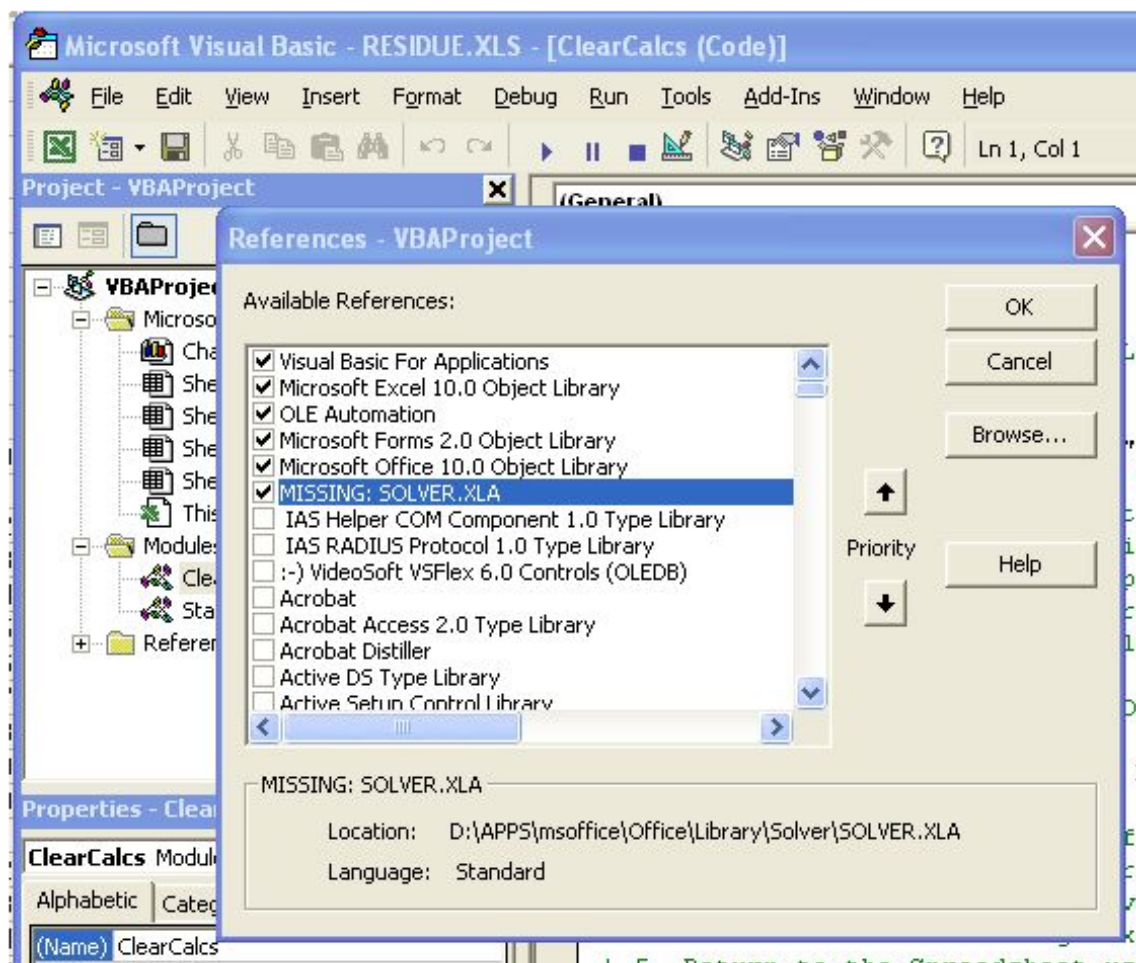 Microsoft Visual Basic - RESIDUE.XLS - [ClearCalcs (Code)]
File Edit View Insert Format Debug Run Tools Add-Ins Window Help
Ln 1, Col 1
Project - VBAProject
(General)
References - VBAProject
VBAProje
Microso
Cha
She
She
She
She
This
Modules
Clea
Sta
Referen
Available References:
OK
Cancel
Browse...
Priority
Help
Visual Basic For Applications
Microsoft Excel 10.0 Object Library
OLE Automation
Microsoft Forms 2.0 Object Library
Microsoft Office 10.0 Object Library
MISSING: SOLVER.XLA
IAS Helper COM Component 1.0 Type Library
IAS RADIUS Protocol 1.0 Type Library
:-) VideoSoft VSFlex 6.0 Controls (OLEDB)
Acrobat
Acrobat Access 2.0 Type Library
Acrobat Distiller
Active DS Type Library
Active Setup Control Library
MISSING: SOLVER.XLA
Location: D:\APPS\msoffice\Office\Library\Solver\SOLVER.XLA
Language: Standard
Properties - Clea
ClearCalcs Modul
Alphabetic Categ
(Name) ClearCalcs